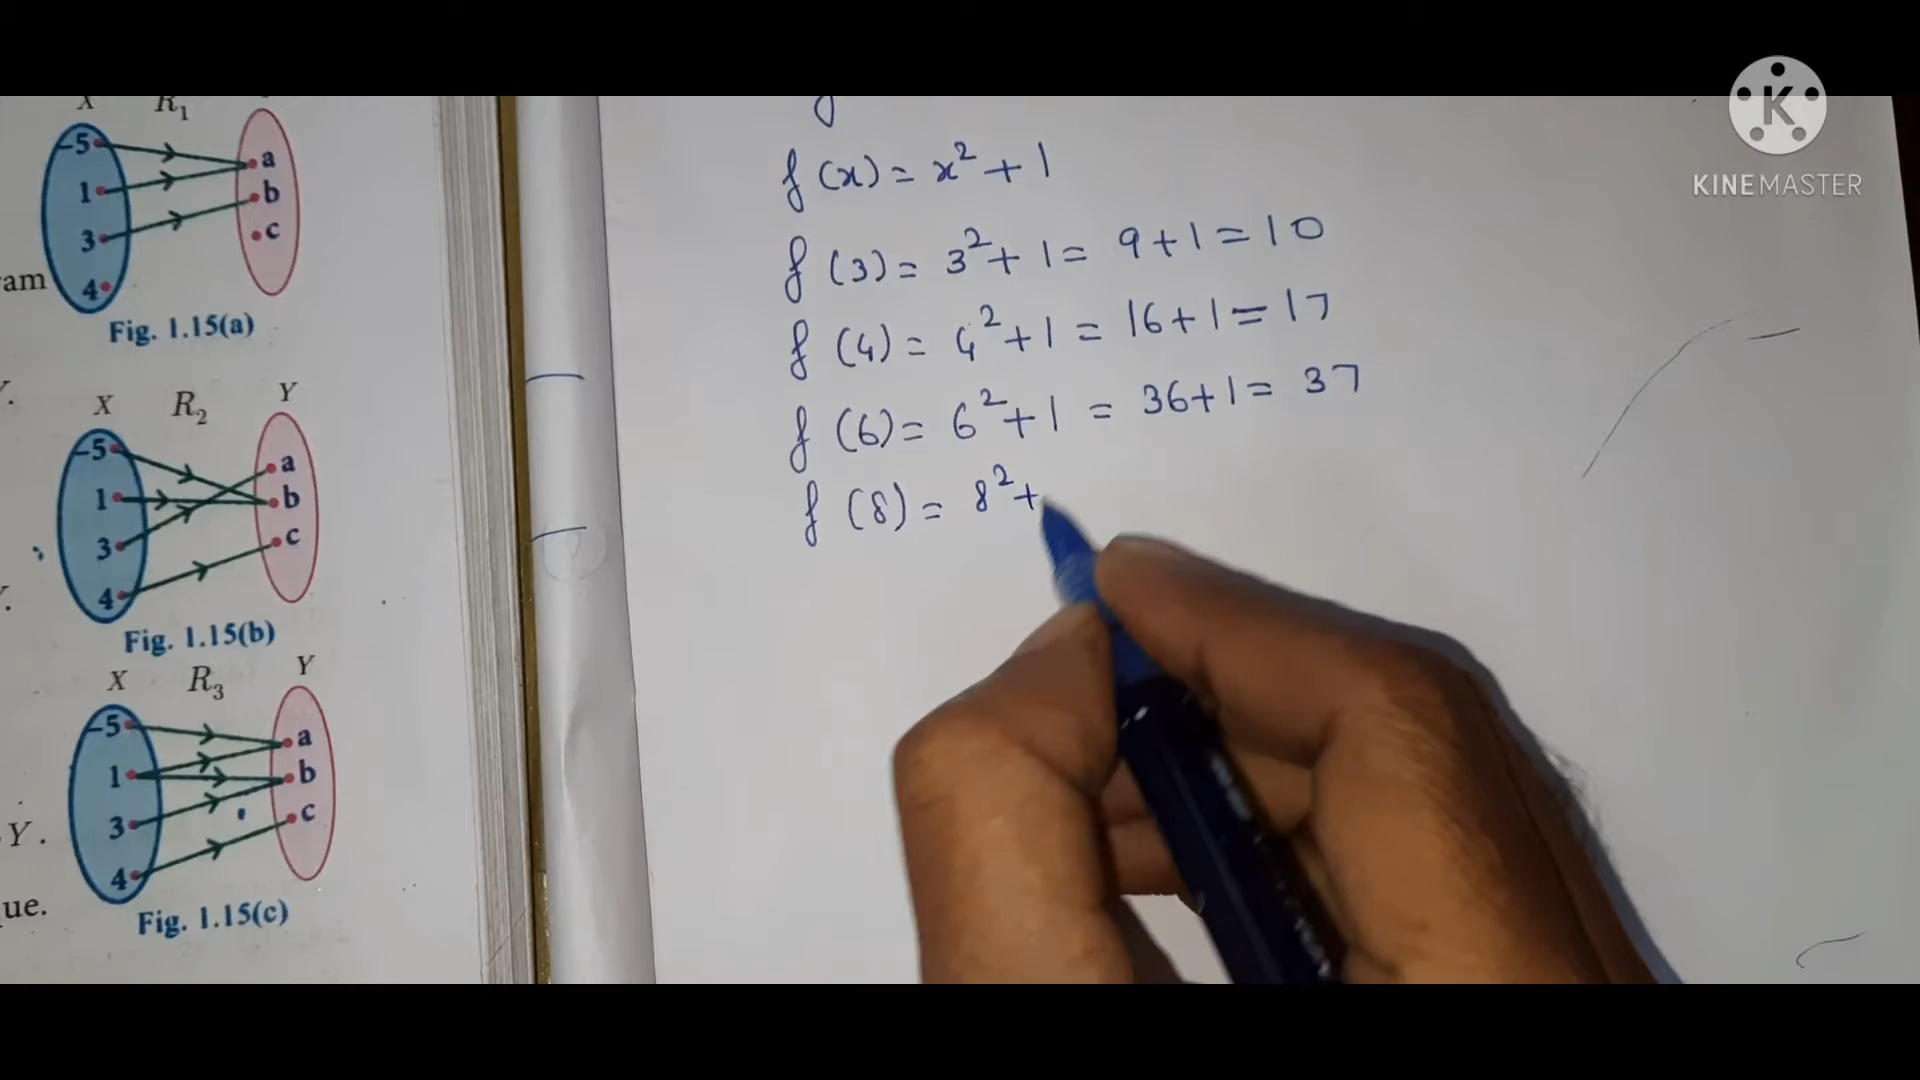 X R₁
-5
1
3
4
a
b
c
am
Fig. 1.15(a)
X R₂ Y
-5
1
3
4
a
b
c
Fig. 1.15(b)
X R₃ Y
-5
1
3
4
a
b
c
Y.
ue.
Fig. 1.15(c)
f(x) = x² + 1
f(3) = 3² + 1 = 9 + 1 = 10
f(4) = 4² + 1 = 16 + 1 = 17
f(6) = 6² + 1 = 36 + 1 = 37
f(8) = 8² +
K
KINEMASTER